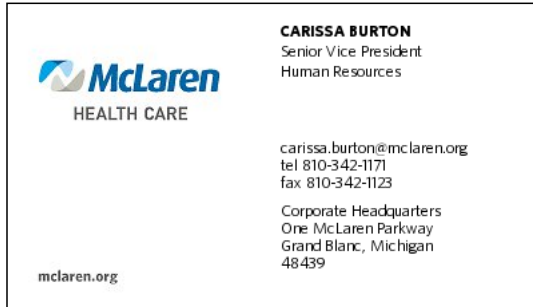 McLaren
HEALTH CARE
mclaren.org
CARISSA BURTON
Senior Vice President
Human Resources
carissa.burton@mclaren.org
tel 810-342-1171
fax 810-342-1123
Corporate Headquarters
One McLaren Parkway
Grand Blanc, Michigan
48439